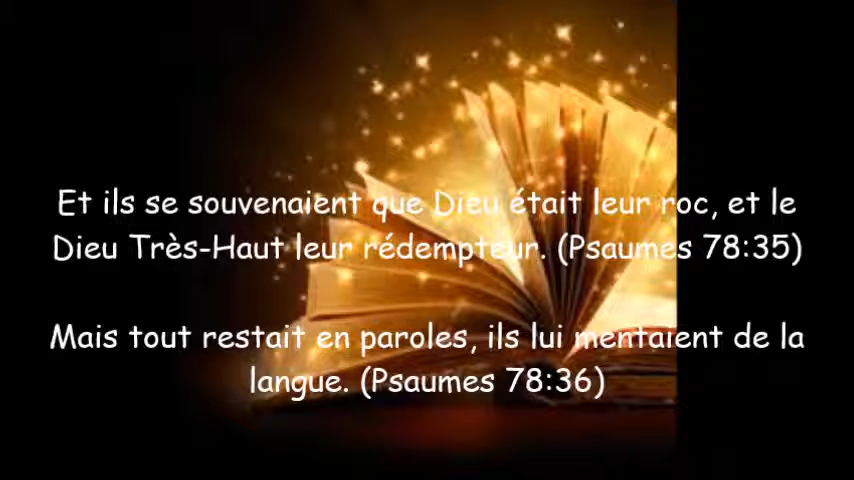 Et ils se souvenaient que Dieu était leur roc, et le
Dieu Très-Haut leur rédempteur. (Psaumes 78:35)
Mais tout restait en paroles, ils lui mentaient de la
langue. (Psaumes 78:36)